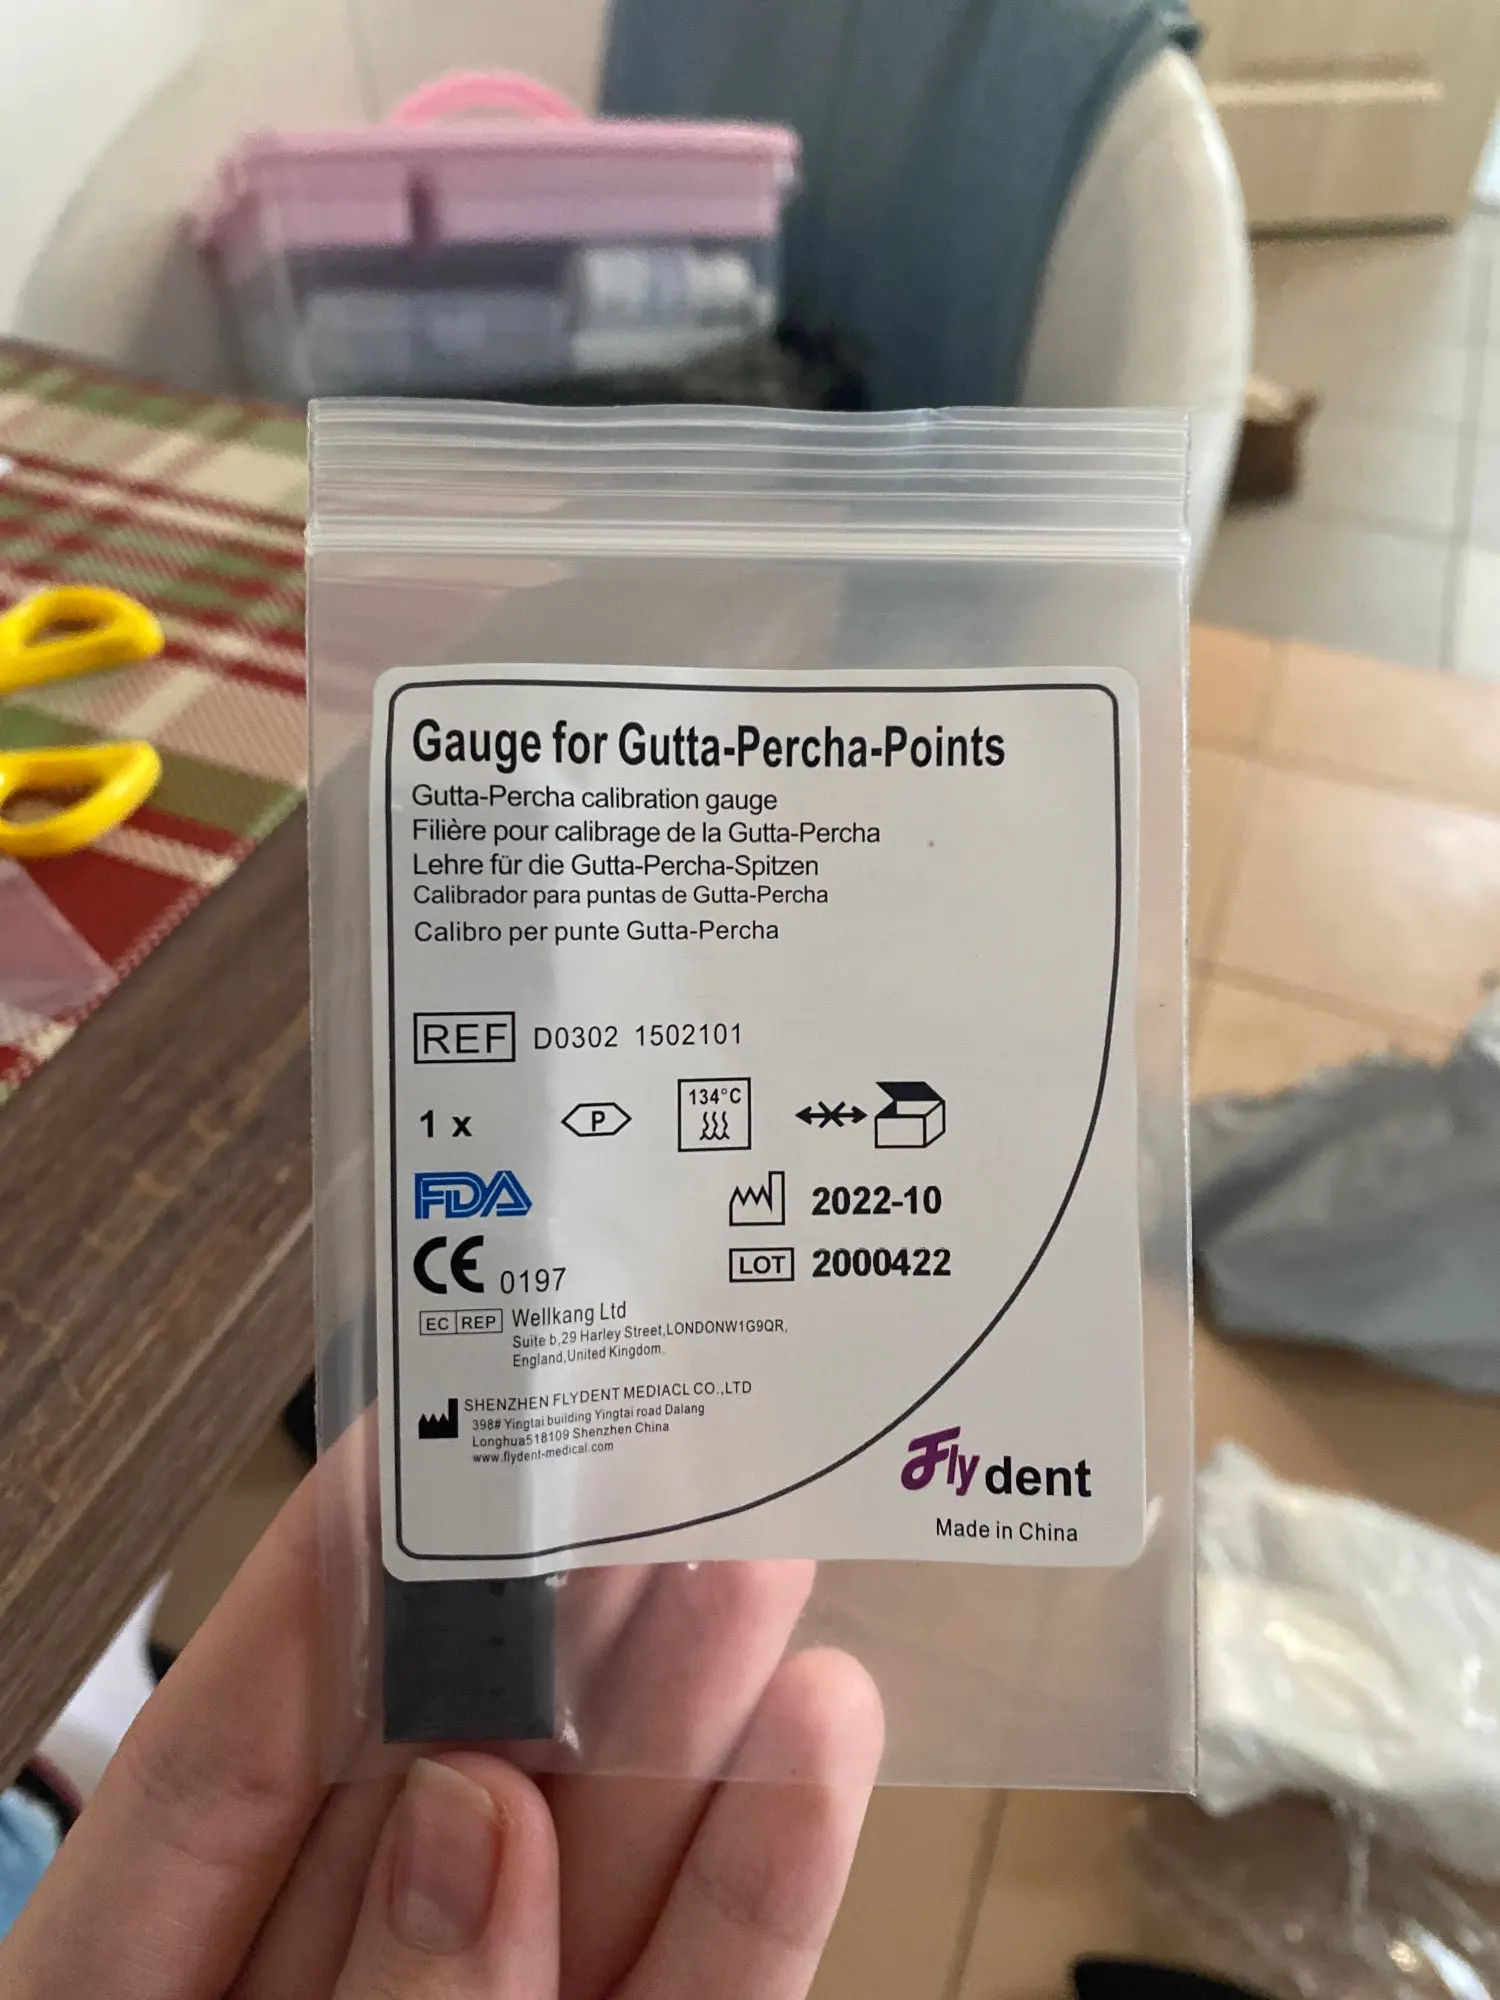 Gauge for Gutta-Percha-Points
Gutta-Percha calibration gauge
Filière pour calibrage de la Gutta-Percha
Lehre für die Gutta-Percha-Spitzen
Calibrador para puntas de Gutta-Percha
Calibro per punte Gutta-Percha
REF D0302 1502101
1 x P 134°C
FDA 2022-10
CE 0197 LOT 2000422
EC REP Wellkang Ltd
Suite b,29 Harley Street,LONDONW1G9QR,
England,United Kingdom.
SHENZHEN FLYDENT MEDIACL CO.,LTD
398# Yingtai building Yingtai road Dalang
Longhua518109 Shenzhen China
www.flydent-medical.com
Fly dent
Made in China